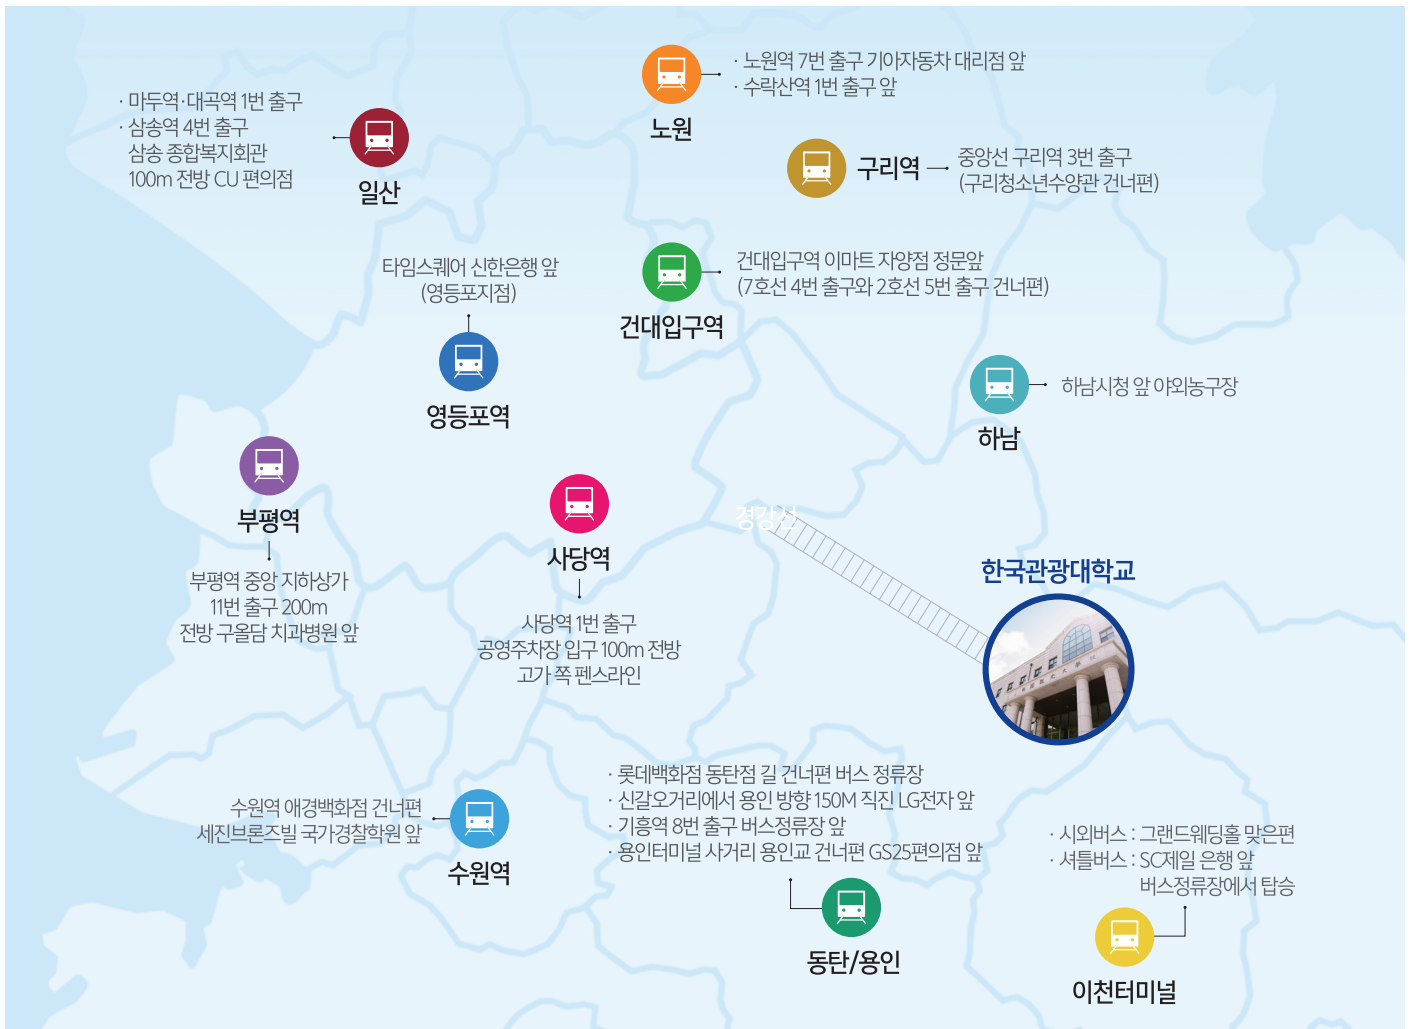 · 노원역 7번 출구 기아자동차 대리점 앞
· 수락산역 1번 출구 앞
노원
· 마두역·대곡역 1번 출구
· 삼송역 4번 출구
삼송 종합복지회관
100m 전방 CU 편의점
일산
구리역
중앙선 구리역 3번 출구
(구리청소년수양관 건너편)
타임스퀘어 신한은행 앞
(영등포지점)
영등포역
건대입구역 이마트 자양점 정문앞
(7호선 4번 출구와 2호선 5번 출구 건너편)
건대입구역
하남시청 앞 야외농구장
하남
부평역
부평역 중앙 지하상가
11번 출구 200m
전방 구올담 치과병원 앞
사당역
사당역 1번 출구
공영주차장 입구 100m 전방
고가 쪽 펜스라인
경강선
한국관광대학교
수원역 애경백화점 건너편
세진브론즈빌 국가경찰학원 앞
수원역
· 롯데백화점 동탄점 길 건너편 버스 정류장
· 신갈오거리에서 용인 방향 150M 직진 LG전자 앞
· 기흥역 8번 출구 버스정류장 앞
· 용인터미널 사거리 용인교 건너편 GS25편의점 앞
동탄/용인
· 시외버스 : 그랜드웨딩홀 맞은편
· 셔틀버스 : SC제일 은행 앞
버스정류장에서 탑승
이천터미널